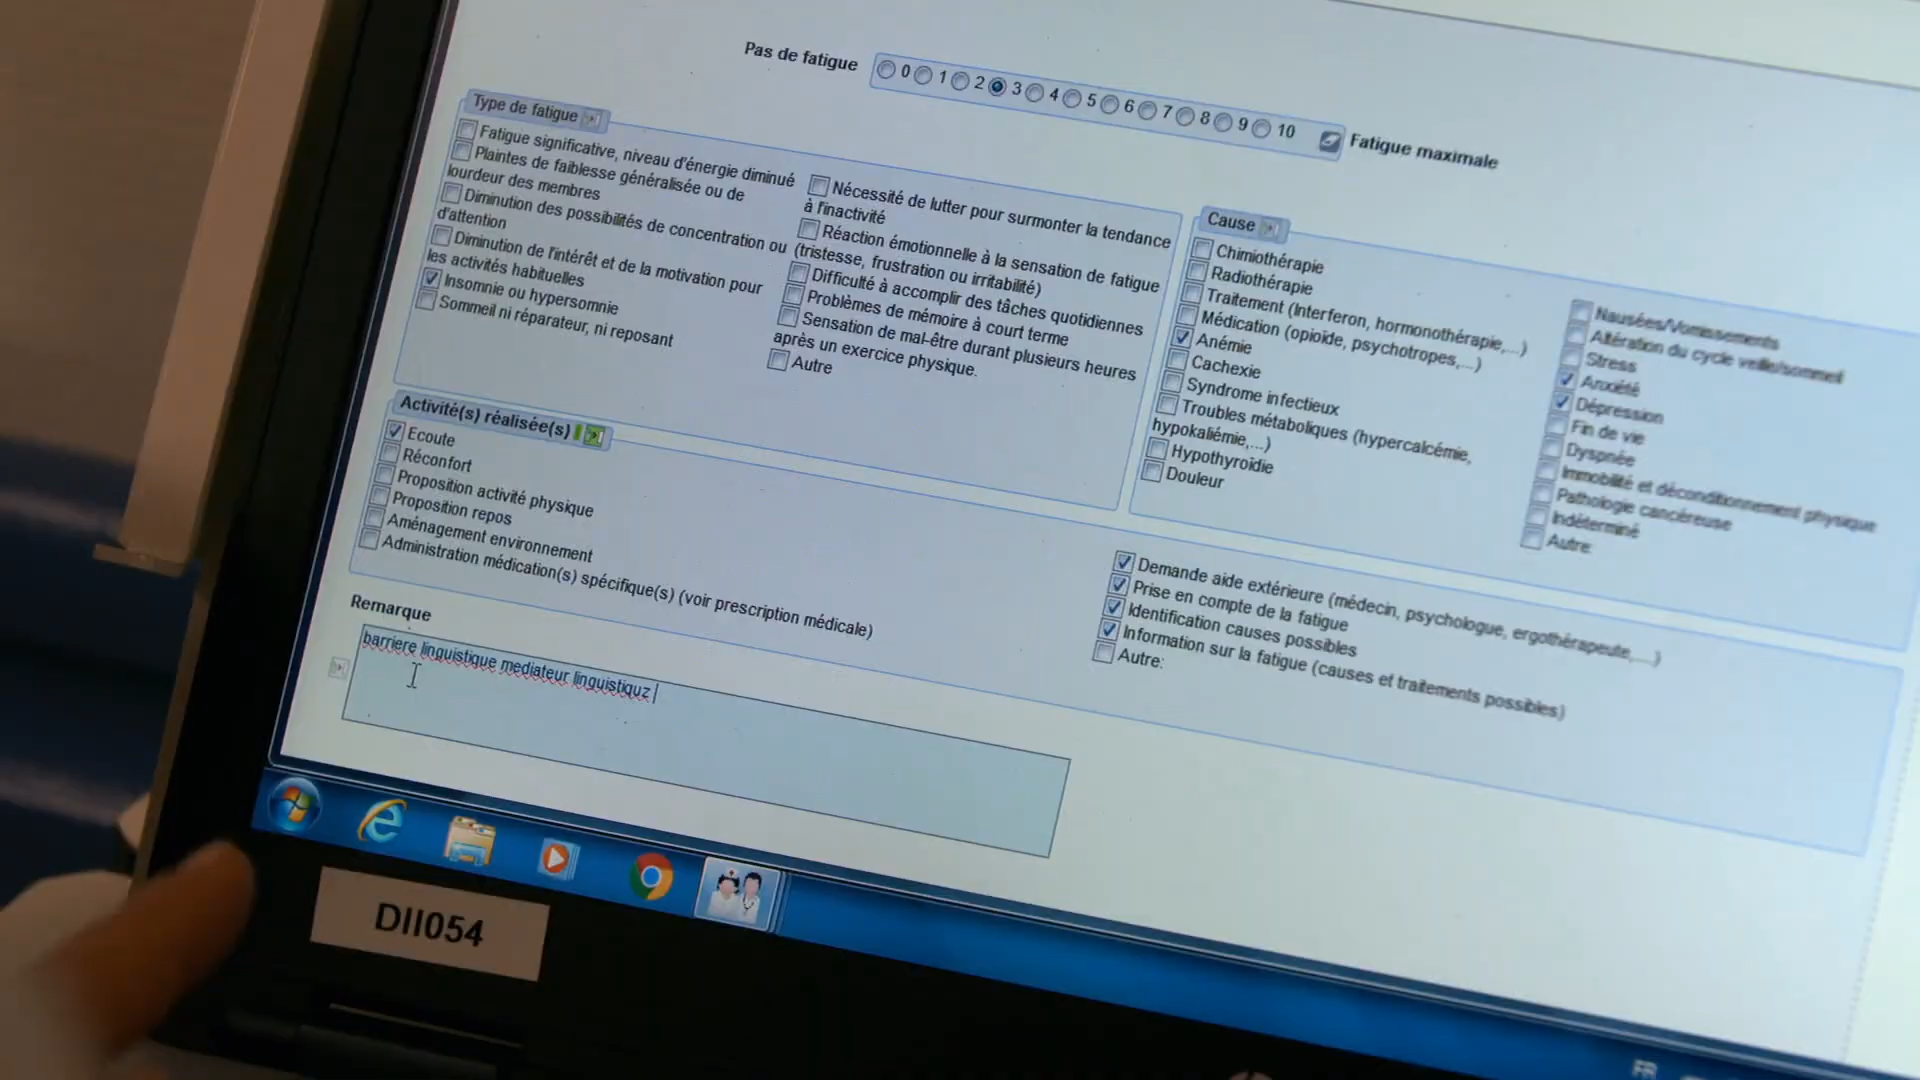 Pas de fatigue 0 1 2 3 4 5 6 7 8 9 10 Fatigue maximale
Type de fatigue
Fatigue significative, niveau d'énergie diminué
Plaintes de faiblesse généralisée ou de
lourdeur des membres
Diminution des possibilités de concentration ou
d'attention
Diminution de l'intérêt et de la motivation pour
les activités habituelles
Insomnie ou hypersomnie
Sommeil ni réparateur, ni reposant
Nécessité de lutter pour surmonter la tendance
à l'inactivité
Réaction émotionnelle à la sensation de fatigue
(tristesse, frustration ou irritabilité)
Difficulté à accomplir des tâches quotidiennes
Problèmes de mémoire à court terme
Sensation de mal-être durant plusieurs heures
après un exercice physique.
Autre
Cause
Chimiothérapie
Radiothérapie
Traitement (Interferon, hormonothérapie,...)
Médication (opioïde, psychotropes,...)
Anémie
Cachexie
Syndrome infectieux
Troubles métaboliques (hypercalcémie,
hypokaliémie,...)
Hypothyroïdie
Douleur
Nausées/Vomissements
Altération du cycle veille/sommeil
Stress
Anxiété
Dépression
Fin de vie
Dyspnée
Immobilité et déconditionnement physique
Pathologie cancéreuse
Indéterminé
Autre
Activité(s) réalisée(s)
Ecoute
Réconfort
Proposition activité physique
Proposition repos
Aménagement environnement
Administration médication(s) spécifique(s) (voir prescription médicale)
Demande aide extérieure (médecin, psychologue, ergothérapeute,...)
Prise en compte de la fatigue
Identification causes possibles
Information sur la fatigue (causes et traitements possibles)
Autre:
Remarque
barriere linguistique mediateur linguistiquz
DII054
FR